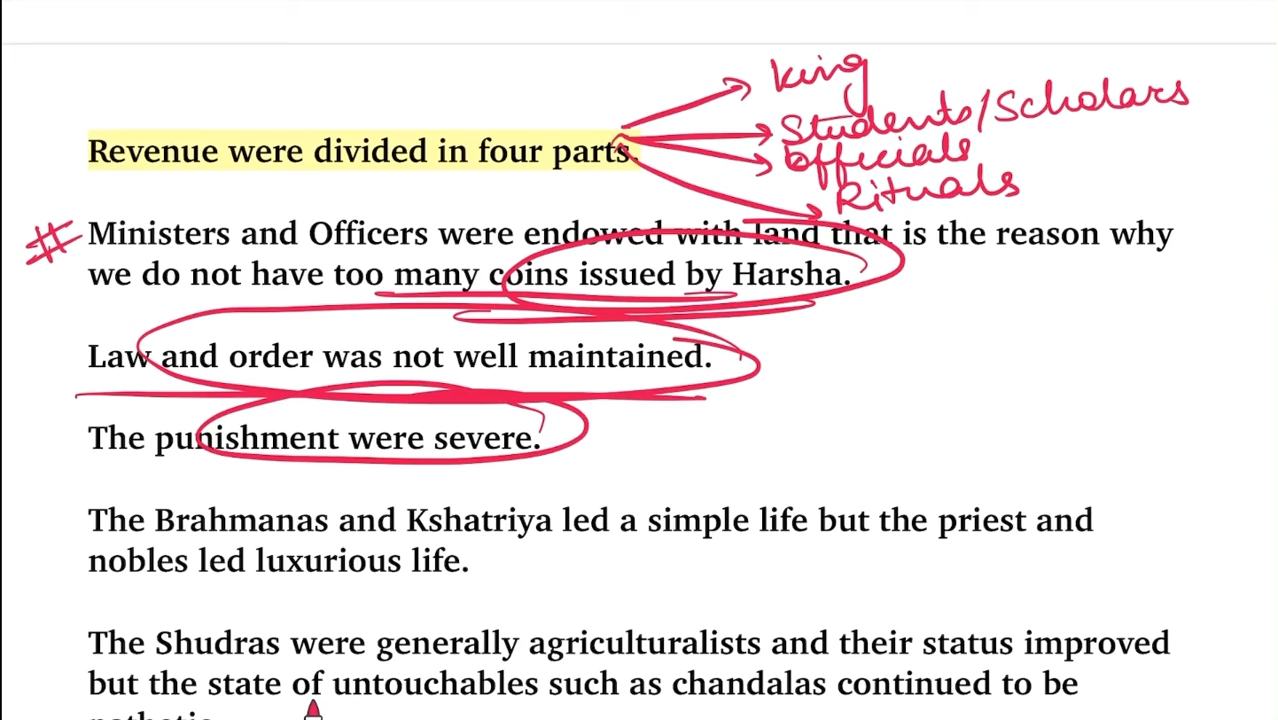 King
Students/Scholars
Revenue were divided in four parts.
Officials
Rituals
# Ministers and Officers were endowed with land that is the reason why
we do not have too many coins issued by Harsha.
Law and order was not well maintained.
The punishment were severe.
The Brahmanas and Kshatriya led a simple life but the priest and
nobles led luxurious life.
The Shudras were generally agriculturalists and their status improved
but the state of untouchables such as chandalas continued to be